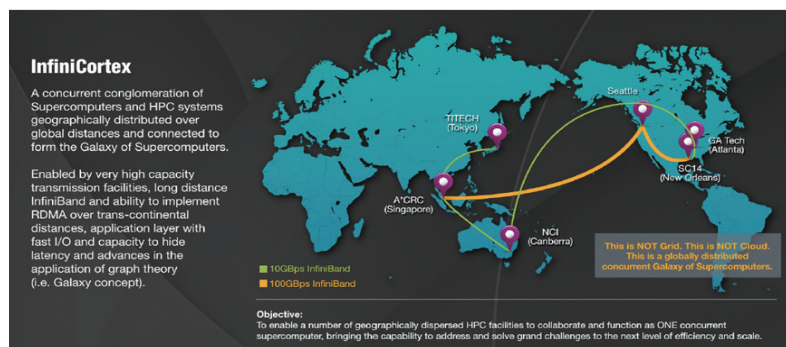 InfiniCortex
A concurrent conglomeration of
Supercomputers and HPC systems
geographically distributed over
global distances and connected to
form the Galaxy of Supercomputers.
Enabled by very high capacity
transmission facilities, long distance
InfiniBand and ability to implement
RDMA over trans-continental
distances, application layer with
fast I/O and capacity to hide
latency and advances in the
application of graph theory
(i.e. Galaxy concept).
Seattle
TITECH
(Tokyo)
GA Tech
(Atlanta)
SC14
(New Orleans)
A*CRC
(Singapore)
NCI
(Canberra)
This is NOT Grid. This is NOT Cloud.
This is a globally distributed
concurrent Galaxy of Supercomputers.
10GBps InfiniBand
100GBps InfiniBand
Objective:
To enable a number of geographically dispersed HPC facilities to collaborate and function as ONE concurrent
supercomputer, bringing the capability to address and solve grand challenges to the next level of efficiency and scale.